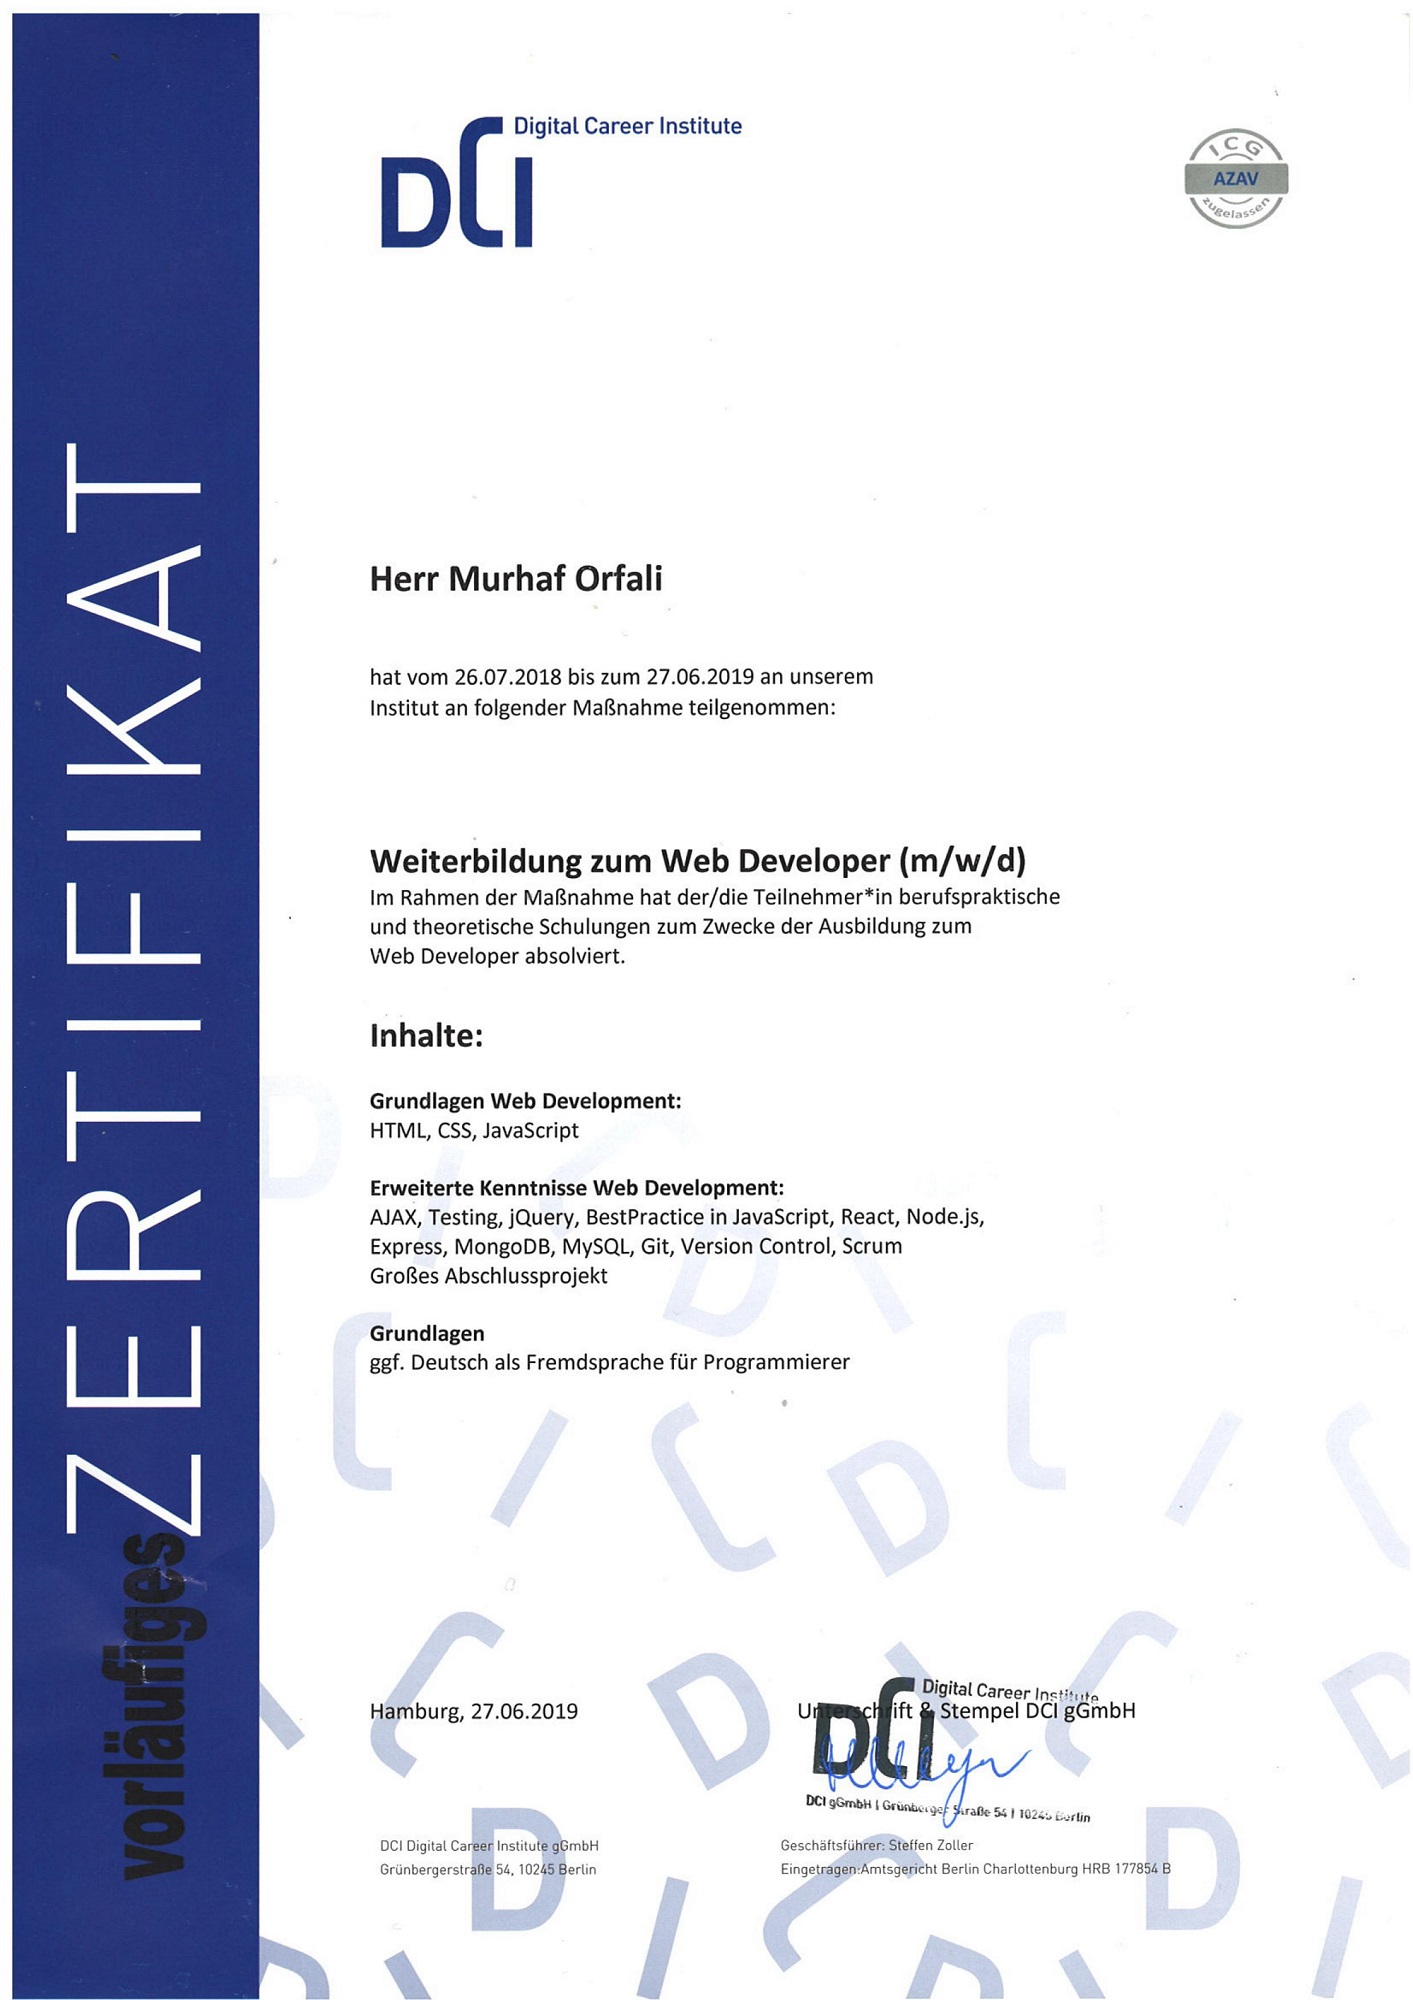 Digital Career Institute
DCI
ICG
AZAV
zugelassen
vorläufiges
ZERTIFIKAT
Herr Murhaf Orfali
hat vom 26.07.2018 bis zum 27.06.2019 an unserem
Institut an folgender Maßnahme teilgenommen:
Weiterbildung zum Web Developer (m/w/d)
Im Rahmen der Maßnahme hat der/die Teilnehmer*in berufspraktische
und theoretische Schulungen zum Zwecke der Ausbildung zum
Web Developer absolviert.
Inhalte:
Grundlagen Web Development:
HTML, CSS, JavaScript
Erweiterte Kenntnisse Web Development:
AJAX, Testing, jQuery, BestPractice in JavaScript, React, Node.js,
Express, MongoDB, MySQL, Git, Version Control, Scrum
Großes Abschlussprojekt
Grundlagen
ggf. Deutsch als Fremdsprache für Programmierer
Hamburg, 27.06.2019
Digital Career Institute
Unterschrift & Stempel DCI gGmbH
DCI
DCI gGmbH | Grünberger Straße 54 | 10245 Berlin
DCI Digital Career Institute gGmbH
Grünbergerstraße 54, 10245 Berlin
Geschäftsführer: Steffen Zoller
Eingetragen:Amtsgericht Berlin Charlottenburg HRB 177854 B